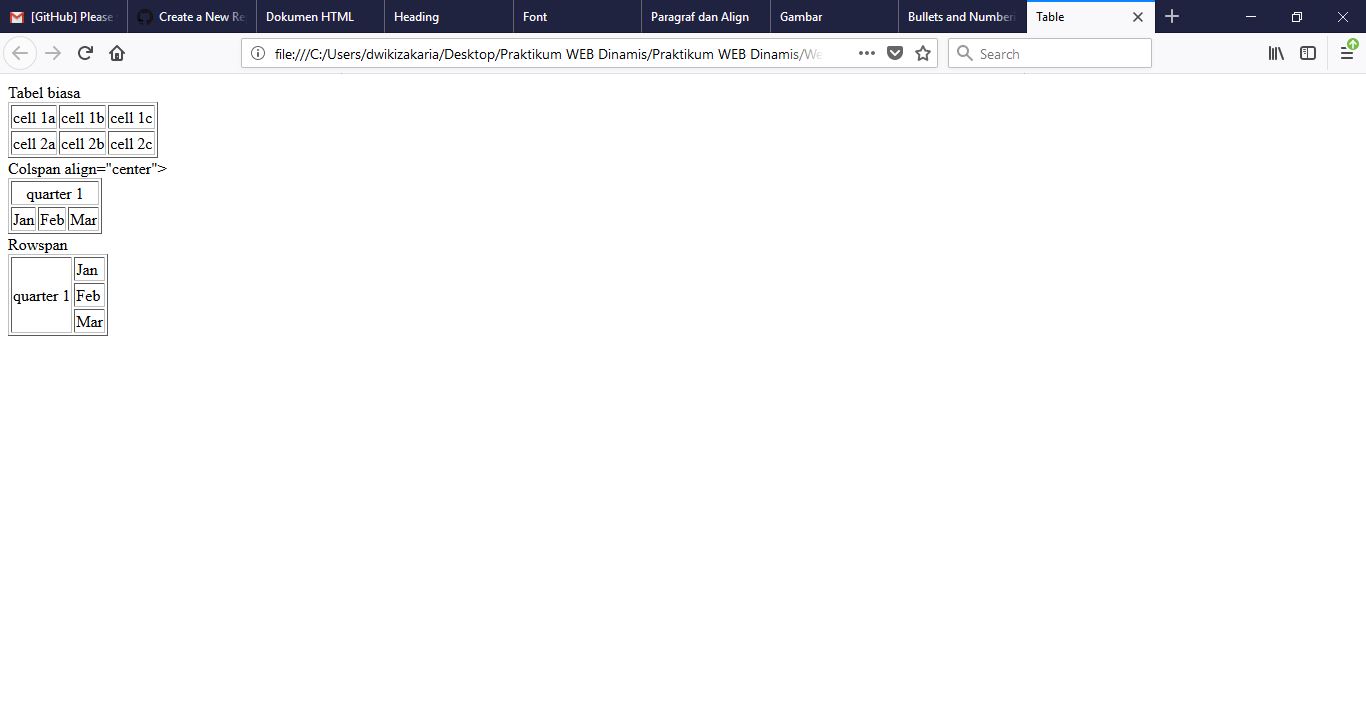 [GitHub] Please
Create a New Re
Dokumen HTML
Heading
Font
Paragraf dan Align
Gambar
Bullets and Numberi
Table
file:///C:/Users/dwikizakaria/Desktop/Praktikum WEB Dinamis/Praktikum WEB Dinamis/We
Search
Tabel biasa
cell 1a cell 1b cell 1c
cell 2a cell 2b cell 2c
Colspan align="center">
quarter 1
Jan Feb Mar
Rowspan
Jan
quarter 1 Feb
Mar